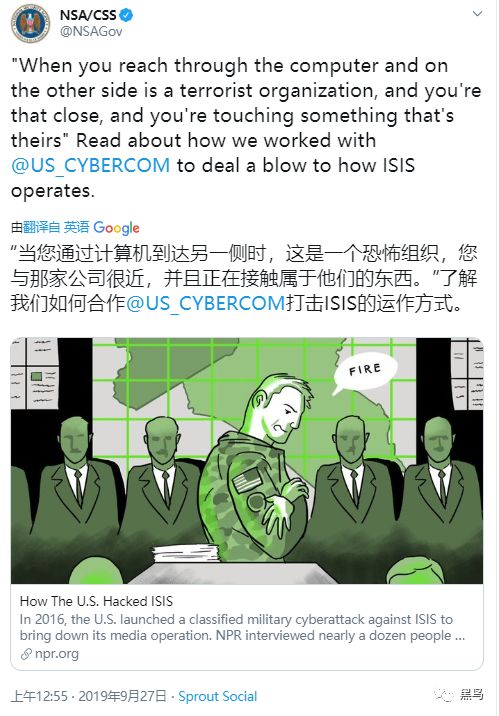 NSA/CSS
@NSAGov
"When you reach through the computer and on
the other side is a terrorist organization, and you're
that close, and you're touching something that's
theirs" Read about how we worked with
@US_CYBERCOM to deal a blow to how ISIS
operates.
由翻译自 英语 Google
“当您通过计算机到达另一侧时，这是一个恐怖组织，您
与那家公司很近，并且正在接触属于他们的东西。”了解
我们如何合作@US_CYBERCOM打击ISIS的运作方式。
FIRE
How The U.S. Hacked ISIS
In 2016, the U.S. launched a classified military cyberattack against ISIS to
bring down its media operation. NPR interviewed nearly a dozen people ...
npr.org
上午12:55 · 2019年9月27日 · Sprout Social
黑鸟